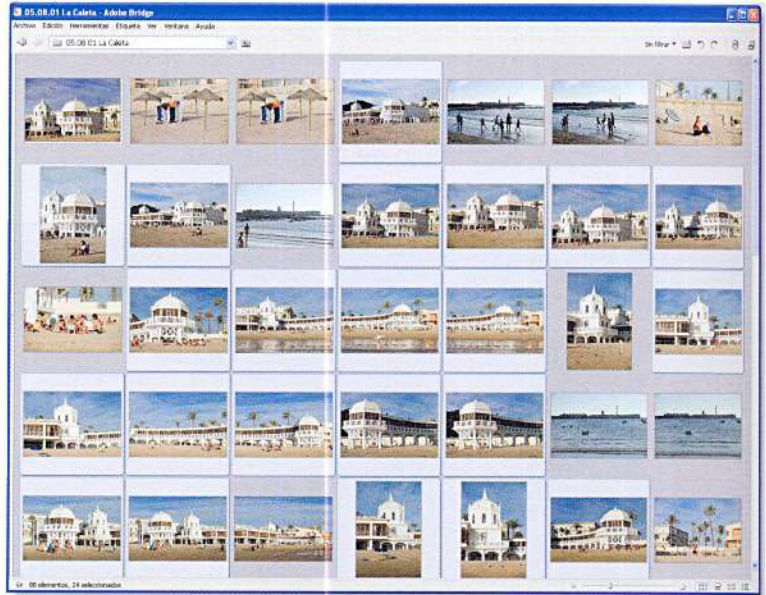 05.08.01 La Caleta - Adobe Bridge
Archivo Edición Herramientas Etiqueta Ver Ventana Ayuda
05.08.01 La Caleta
Sin filtrar
88 elementos, 24 seleccionados